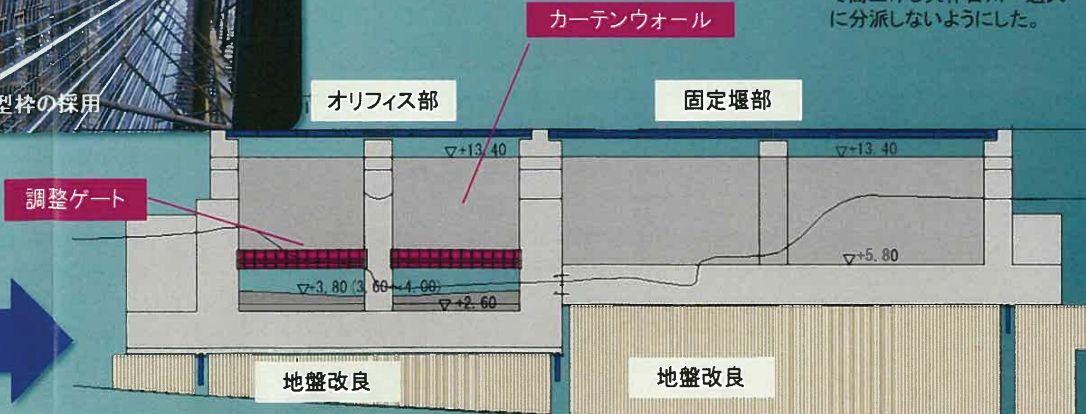 に分派しないようにした。
カーテンウォール
型枠の採用
オリフィス部
固定堰部
▽+13.40
▽+13.40
調整ゲート
▽+5.80
▽+3.80(3.60~4.00)
▽+2.60
地盤改良
地盤改良